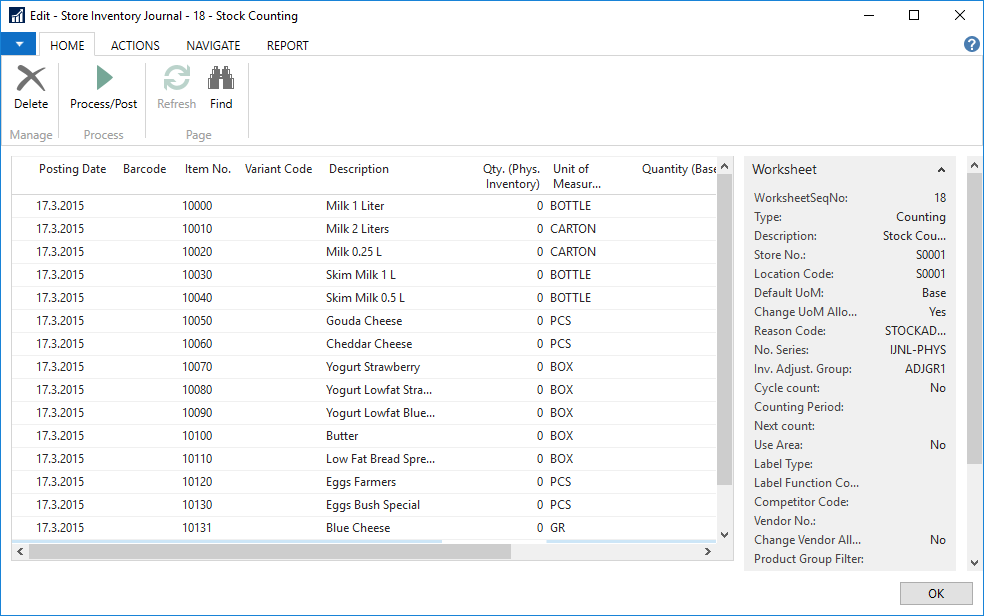 Edit - Store Inventory Journal - 18 - Stock Counting
HOME ACTIONS NAVIGATE REPORT
?
Delete Process/Post Refresh Find
Manage Process Page
Posting Date Barcode Item No. Variant Code Description Qty. (Phys. Inventory) Unit of Measur... Quantity (Base
17.3.2015 10000 Milk 1 Liter 0 BOTTLE
17.3.2015 10010 Milk 2 Liters 0 CARTON
17.3.2015 10020 Milk 0.25 L 0 CARTON
17.3.2015 10030 Skim Milk 1 L 0 BOTTLE
17.3.2015 10040 Skim Milk 0.5 L 0 BOTTLE
17.3.2015 10050 Gouda Cheese 0 PCS
17.3.2015 10060 Cheddar Cheese 0 PCS
17.3.2015 10070 Yogurt Strawberry 0 BOX
17.3.2015 10080 Yogurt Lowfat Stra... 0 BOX
17.3.2015 10090 Yogurt Lowfat Blue... 0 BOX
17.3.2015 10100 Butter 0 BOX
17.3.2015 10110 Low Fat Bread Spre... 0 BOX
17.3.2015 10120 Eggs Farmers 0 PCS
17.3.2015 10130 Eggs Bush Special 0 PCS
17.3.2015 10131 Blue Cheese 0 GR
Worksheet
WorksheetSeqNo: 18
Type: Counting
Description: Stock Cou...
Store No.: S0001
Location Code: S0001
Default UoM: Base
Change UoM Allo... Yes
Reason Code: STOCKAD...
No. Series: IJNL-PHYS
Inv. Adjust. Group: ADJGR1
Cycle count: No
Counting Period:
Next count:
Use Area: No
Label Type:
Label Function Co...
Competitor Code:
Vendor No.:
Change Vendor All... No
Product Group Filter:
OK